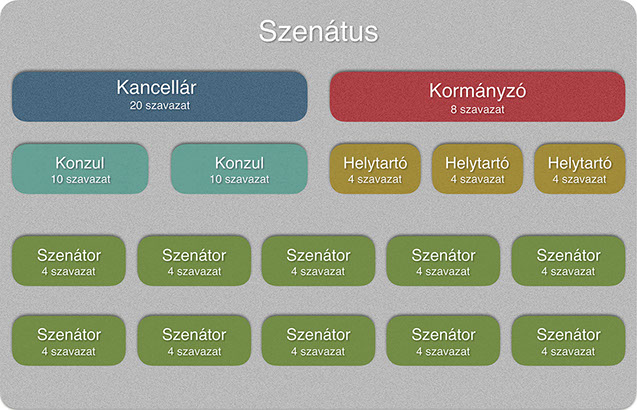 Szenátus
Kancellár
20 szavazat
Kormányzó
8 szavazat
Konzul
10 szavazat
Konzul
10 szavazat
Helytartó
4 szavazat
Helytartó
4 szavazat
Helytartó
4 szavazat
Szenátor
4 szavazat
Szenátor
4 szavazat
Szenátor
4 szavazat
Szenátor
4 szavazat
Szenátor
4 szavazat
Szenátor
4 szavazat
Szenátor
4 szavazat
Szenátor
4 szavazat
Szenátor
4 szavazat
Szenátor
4 szavazat